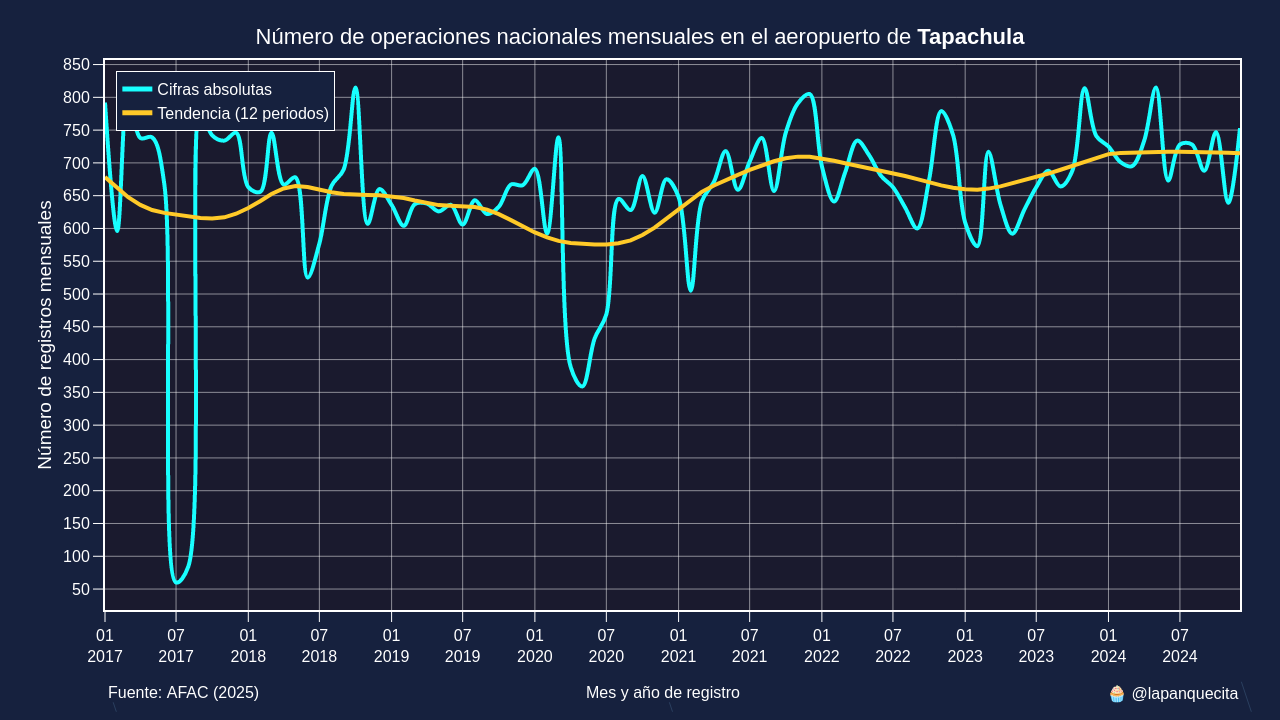 Número de operaciones nacionales mensuales en el aeropuerto de Tapachula
Cifras absolutas
Tendencia (12 periodos)
Número de registros mensuales
850
800
750
700
650
600
550
500
450
400
350
300
250
200
150
100
50
01 07 01 07 01 07 01 07 01 07 01 07 01 07 01 07
2017 2017 2018 2018 2019 2019 2020 2020 2021 2021 2022 2022 2023 2023 2024 2024
Fuente: AFAC (2025)
Mes y año de registro
🧁 @lapanquecita